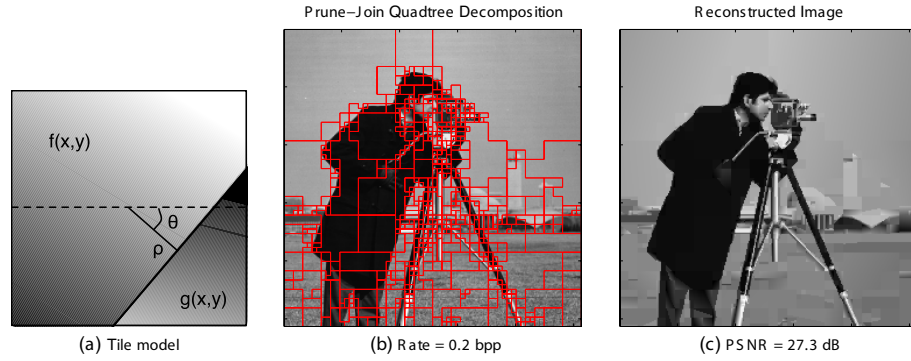 Prune–Join Quadtree Decomposition
Reconstructed Image
f(x,y)
θ
ρ
g(x,y)
(a) Tile model
(b) Rate = 0.2 bpp
(c) PSNR = 27.3 dB